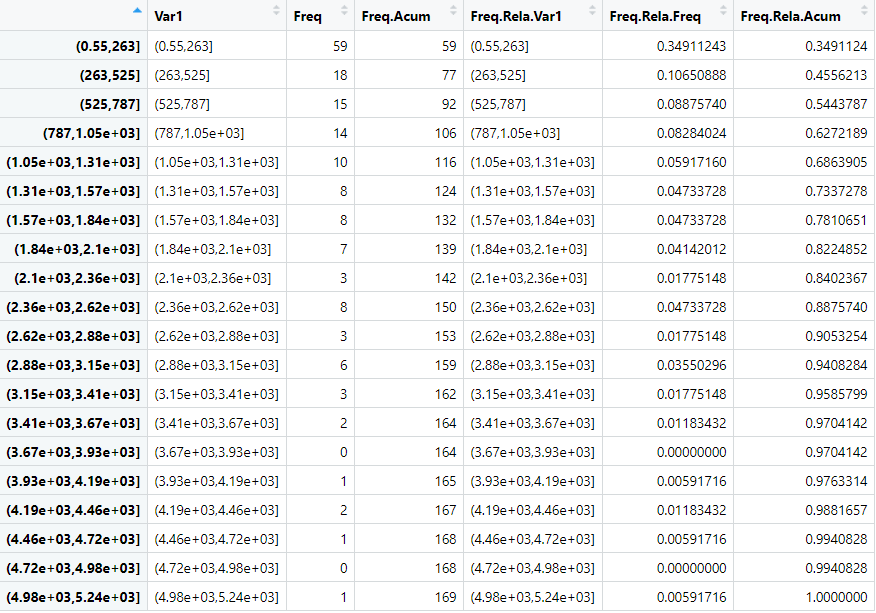 Var1 Freq Freq.Acum Freq.Rela.Var1 Freq.Rela.Freq Freq.Rela.Acum
(0.55,263] (0.55,263] 59 59 (0.55,263] 0.34911243 0.3491124
(263,525] (263,525] 18 77 (263,525] 0.10650888 0.4556213
(525,787] (525,787] 15 92 (525,787] 0.08875740 0.5443787
(787,1.05e+03] (787,1.05e+03] 14 106 (787,1.05e+03] 0.08284024 0.6272189
(1.05e+03,1.31e+03] (1.05e+03,1.31e+03] 10 116 (1.05e+03,1.31e+03] 0.05917160 0.6863905
(1.31e+03,1.57e+03] (1.31e+03,1.57e+03] 8 124 (1.31e+03,1.57e+03] 0.04733728 0.7337278
(1.57e+03,1.84e+03] (1.57e+03,1.84e+03] 8 132 (1.57e+03,1.84e+03] 0.04733728 0.7810651
(1.84e+03,2.1e+03] (1.84e+03,2.1e+03] 7 139 (1.84e+03,2.1e+03] 0.04142012 0.8224852
(2.1e+03,2.36e+03] (2.1e+03,2.36e+03] 3 142 (2.1e+03,2.36e+03] 0.01775148 0.8402367
(2.36e+03,2.62e+03] (2.36e+03,2.62e+03] 8 150 (2.36e+03,2.62e+03] 0.04733728 0.8875740
(2.62e+03,2.88e+03] (2.62e+03,2.88e+03] 3 153 (2.62e+03,2.88e+03] 0.01775148 0.9053254
(2.88e+03,3.15e+03] (2.88e+03,3.15e+03] 6 159 (2.88e+03,3.15e+03] 0.03550296 0.9408284
(3.15e+03,3.41e+03] (3.15e+03,3.41e+03] 3 162 (3.15e+03,3.41e+03] 0.01775148 0.9585799
(3.41e+03,3.67e+03] (3.41e+03,3.67e+03] 2 164 (3.41e+03,3.67e+03] 0.01183432 0.9704142
(3.67e+03,3.93e+03] (3.67e+03,3.93e+03] 0 164 (3.67e+03,3.93e+03] 0.00000000 0.9704142
(3.93e+03,4.19e+03] (3.93e+03,4.19e+03] 1 165 (3.93e+03,4.19e+03] 0.00591716 0.9763314
(4.19e+03,4.46e+03] (4.19e+03,4.46e+03] 2 167 (4.19e+03,4.46e+03] 0.01183432 0.9881657
(4.46e+03,4.72e+03] (4.46e+03,4.72e+03] 1 168 (4.46e+03,4.72e+03] 0.00591716 0.9940828
(4.72e+03,4.98e+03] (4.72e+03,4.98e+03] 0 168 (4.72e+03,4.98e+03] 0.00000000 0.9940828
(4.98e+03,5.24e+03] (4.98e+03,5.24e+03] 1 169 (4.98e+03,5.24e+03] 0.00591716 1.0000000